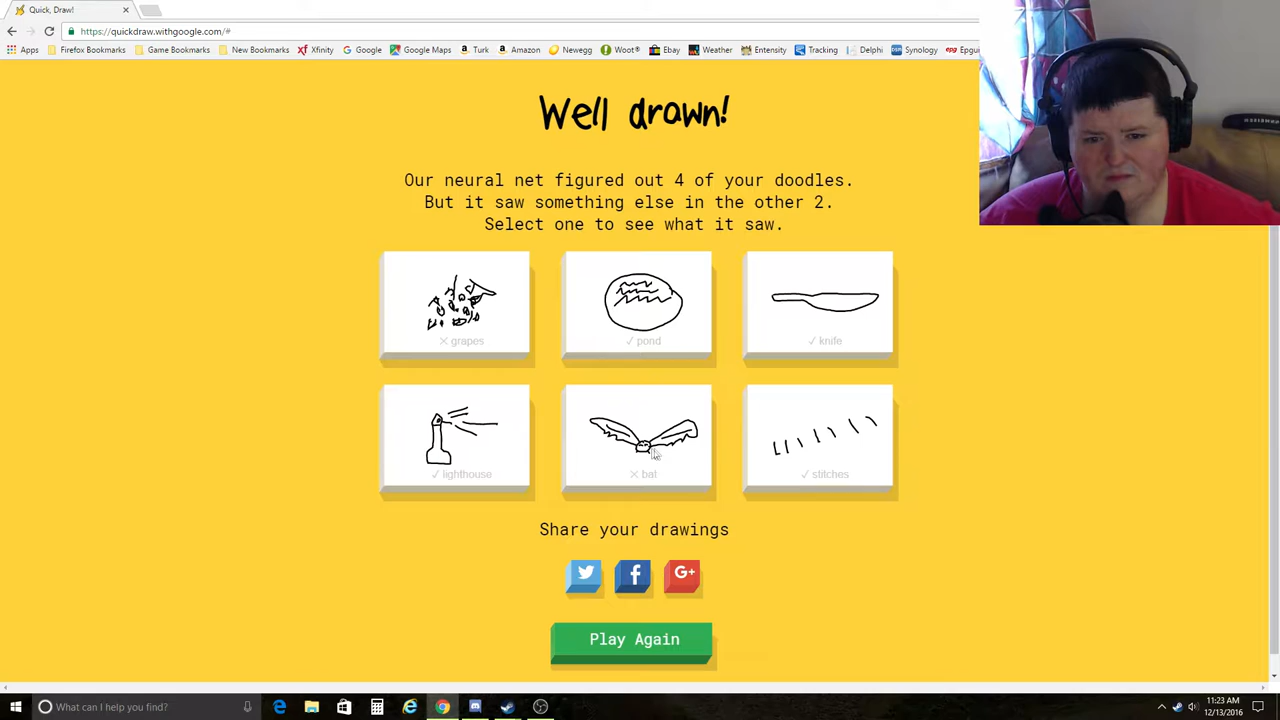 Quick, Draw!
https://quickdraw.withgoogle.com/#
Apps Firefox Bookmarks Game Bookmarks New Bookmarks Xfinity Google Google Maps Turk Amazon Newegg Woot® Ebay Weather Entensity Tracking Delphi Synology Epgui
Well drawn!
Our neural net figured out 4 of your doodles.
But it saw something else in the other 2.
Select one to see what it saw.
× grapes ✓ pond ✓ knife
✓ lighthouse × bat ✓ stitches
Share your drawings
G+
Play Again
What can I help you find?
11:23 AM
12/13/2016